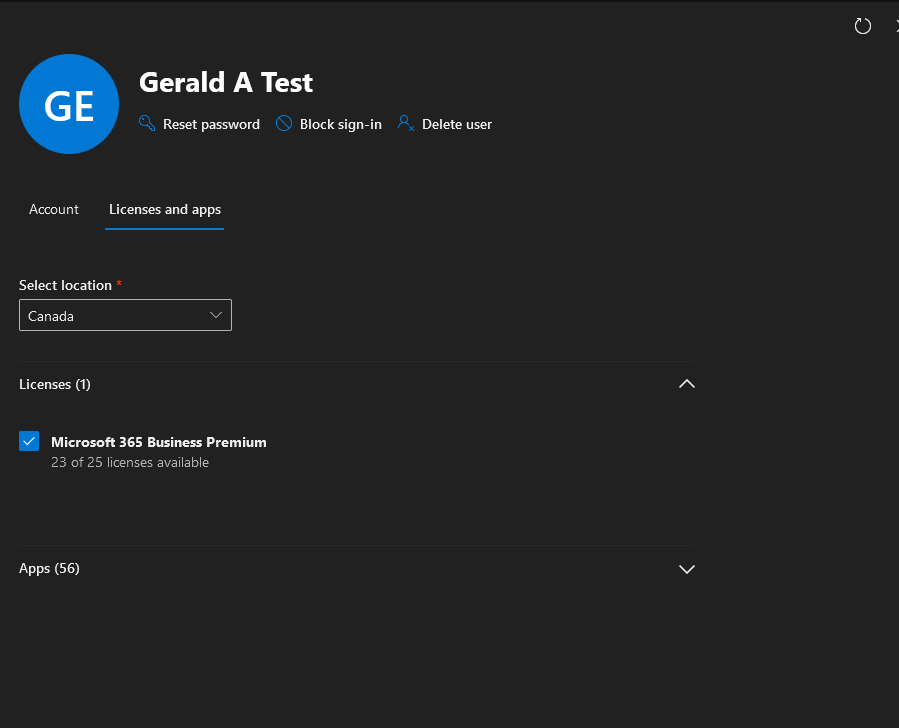 GE
Gerald A Test
Reset password Block sign-in Delete user
Account Licenses and apps
Select location *
Canada
Licenses (1)
Microsoft 365 Business Premium
23 of 25 licenses available
Apps (56)